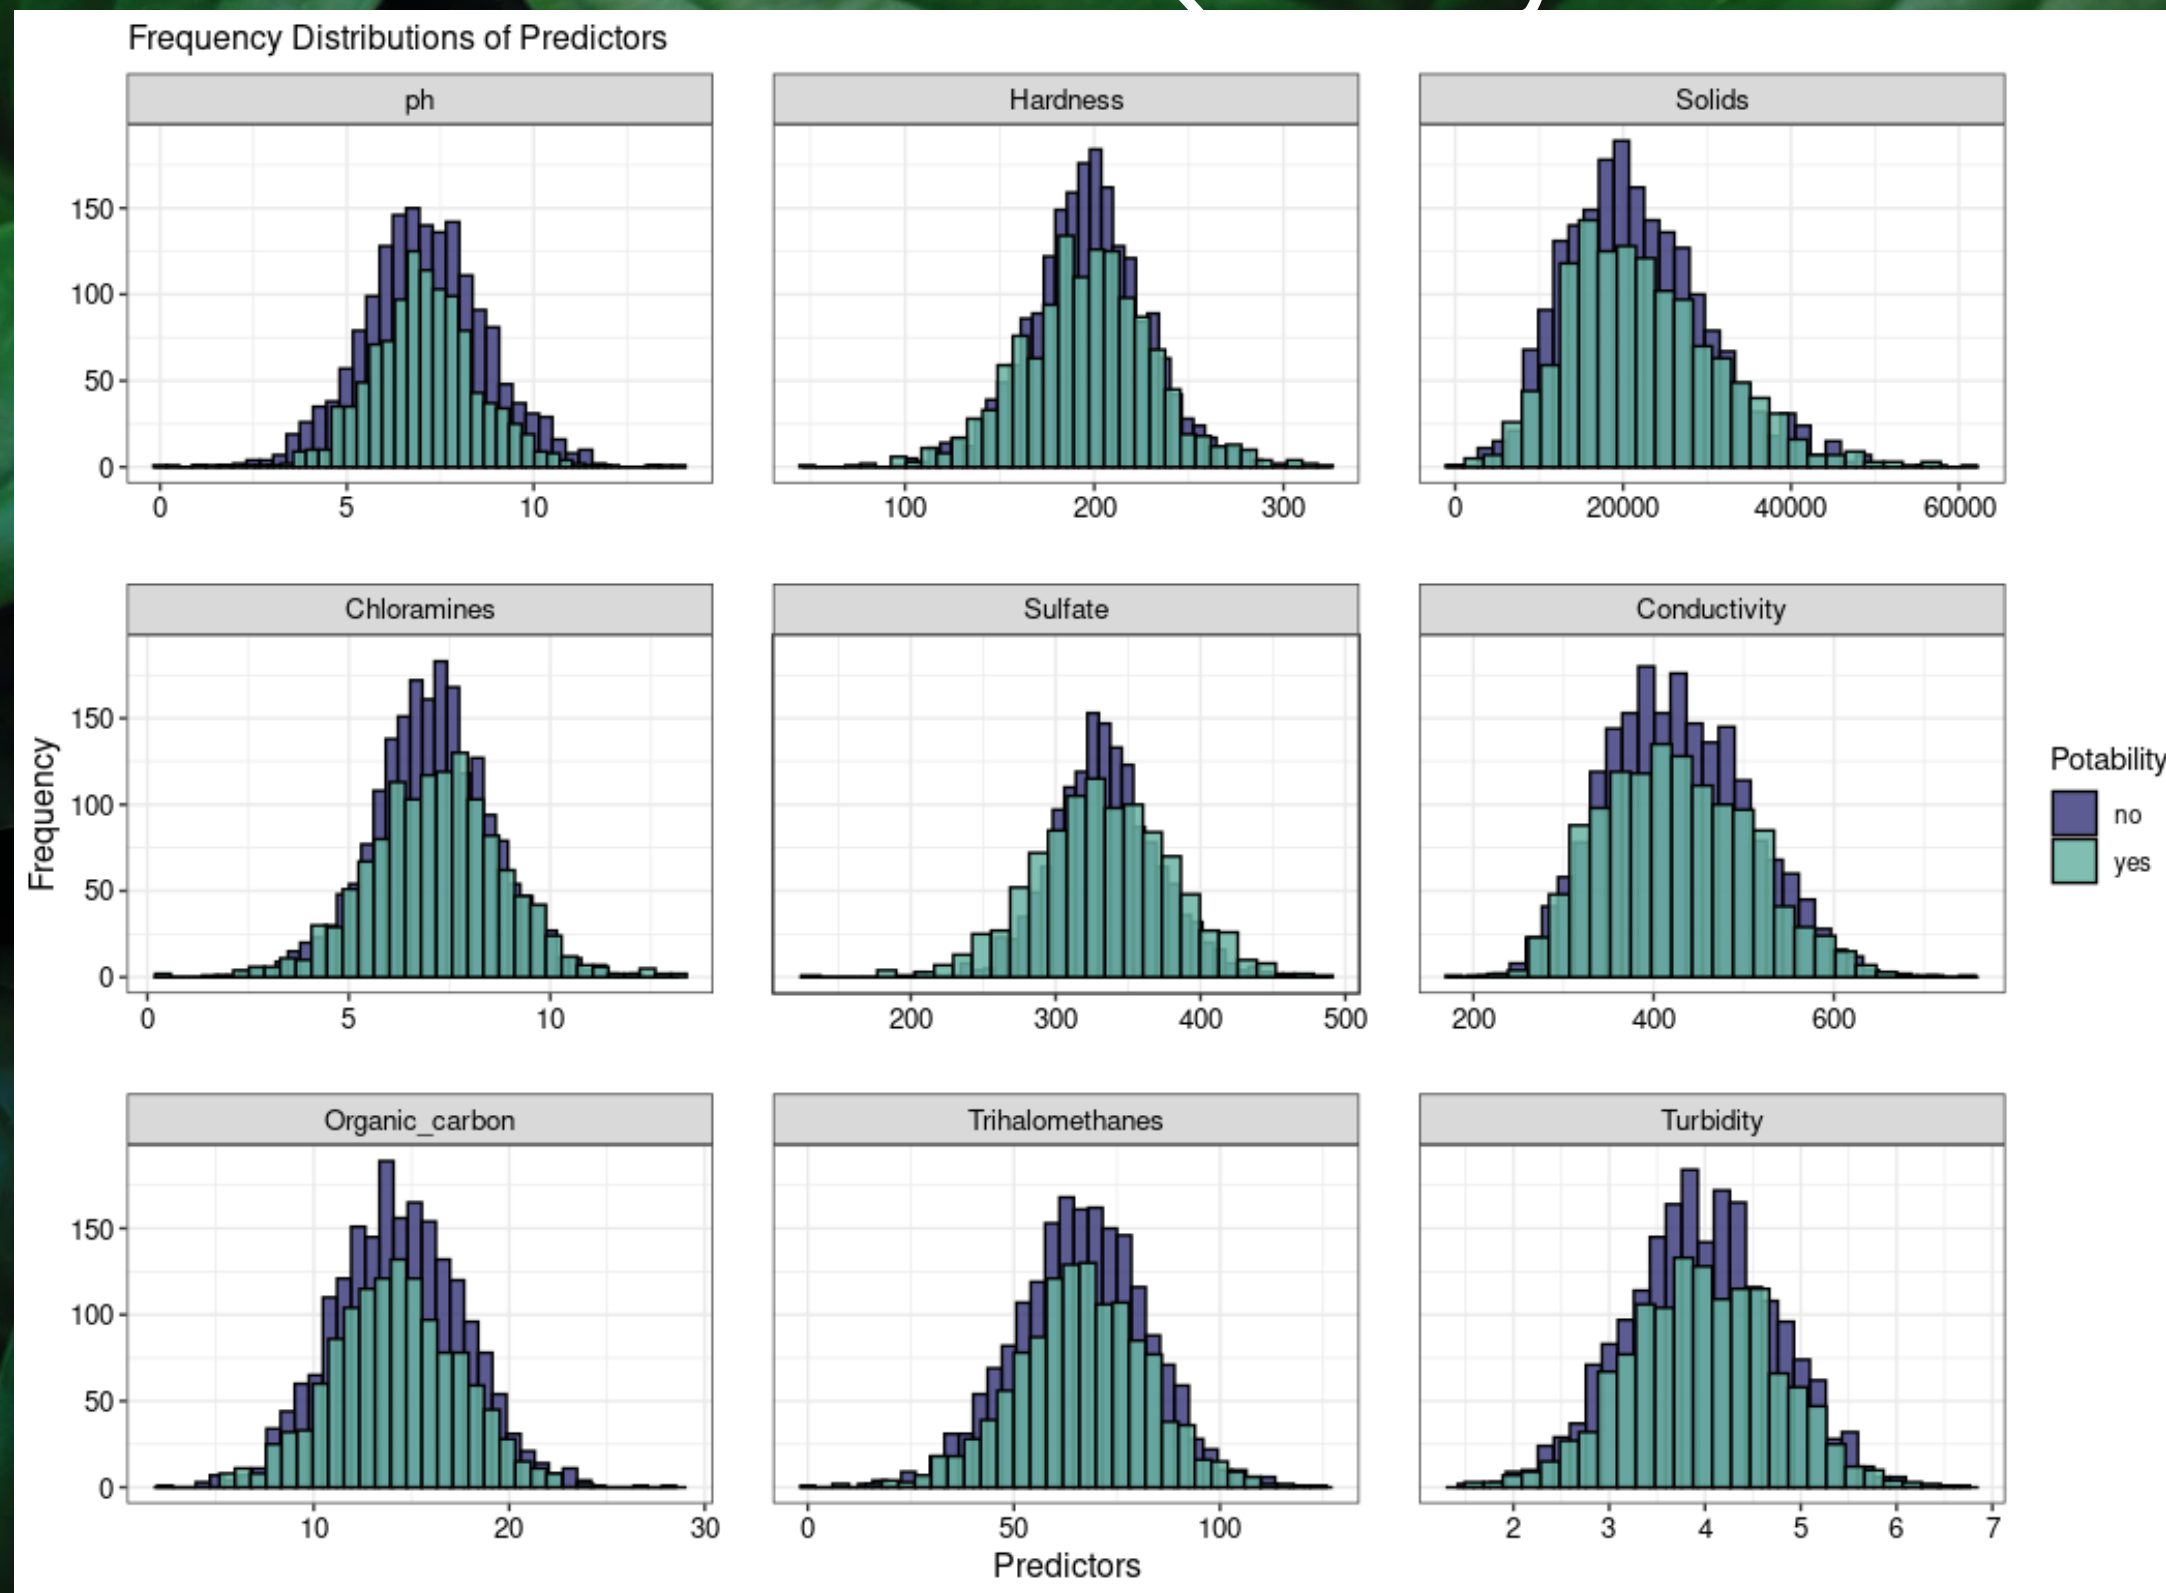 Frequency Distributions of Predictors
ph
Hardness
Solids
150
100
50
0
0 5 10
100 200 300
0 20000 40000 60000
Chloramines
Sulfate
Conductivity
150
100
50
0
0 5 10
200 300 400 500
200 400 600
Frequency
Potability
no
yes
Organic_carbon
Trihalomethanes
Turbidity
150
100
50
0
10 20 30
0 50 100
2 3 4 5 6 7
Predictors